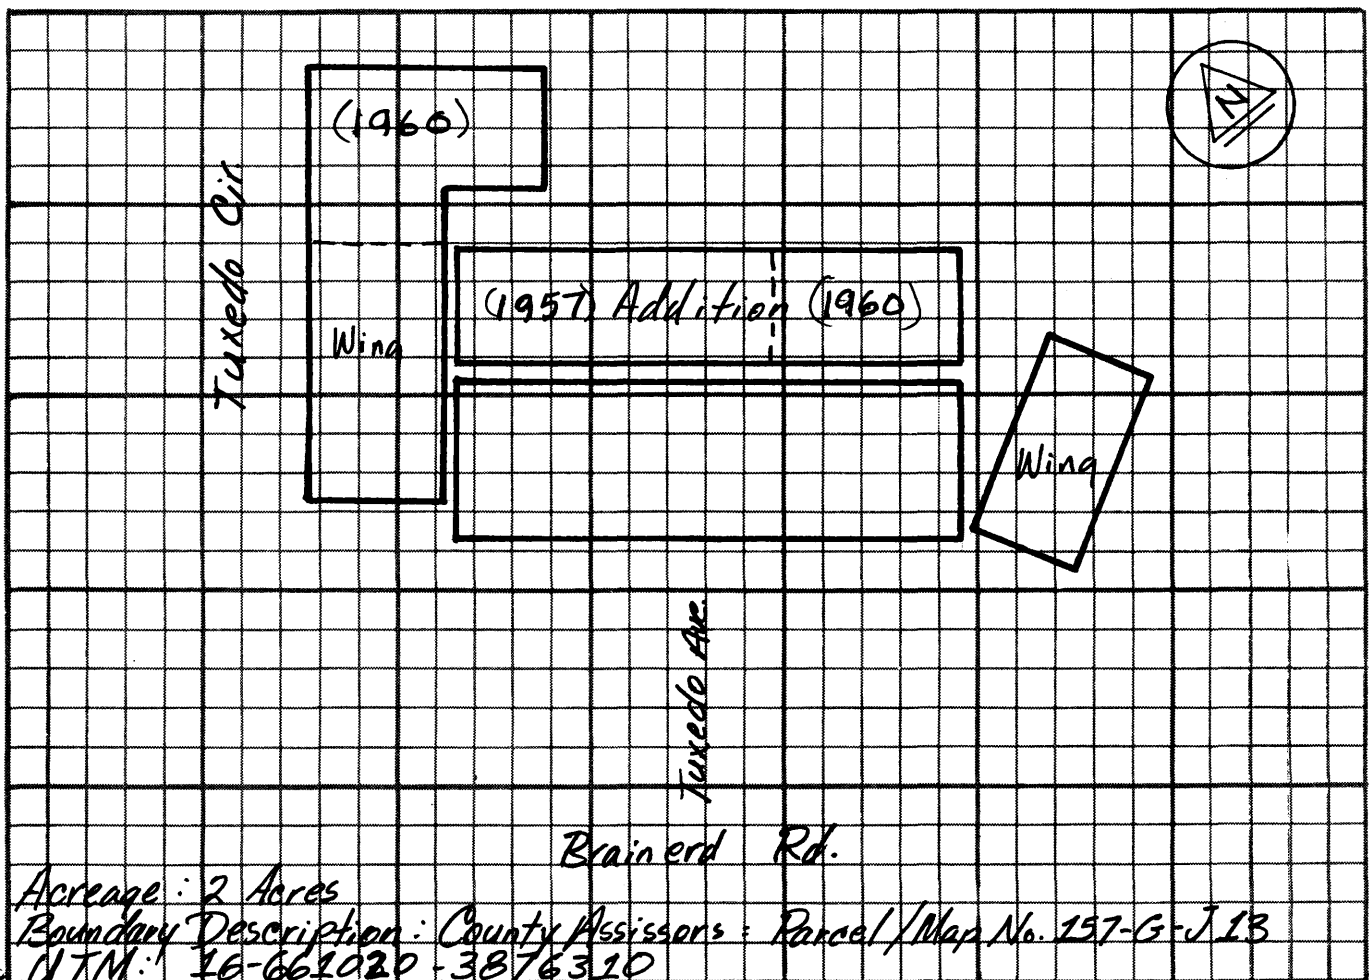 N
(1960)
Tuxedo Cir.
(1957) Addition (1960)
Wing
Wing
Tuxedo Ave.
Brainerd Rd.
Acreage: 2 Acres
Boundary Description: County Assissors: Parcel/Map No. 157-G-J 13
UTM: 16-661020-3876310